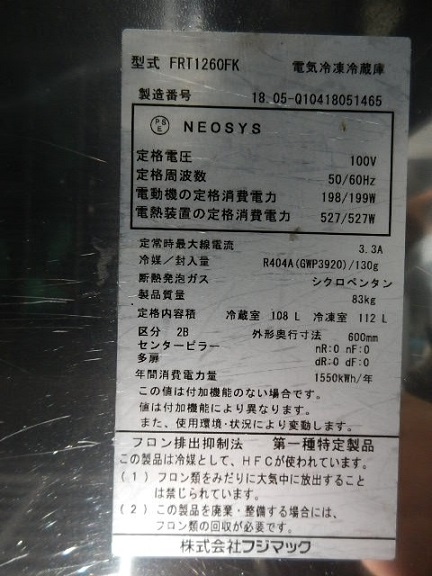 型式 FRT1260FK 電気冷凍冷蔵庫
製造番号 18.05-Q10418051465
PS E NEOSYS
定格電圧 100V
定格周波数 50/60Hz
電動機の定格消費電力 198/199W
電熱装置の定格消費電力 527/527W
定常時最大線電流 3.3A
冷媒/封入量 R404A(GWP3920)/130g
断熱発泡ガス シクロペンタン
製品質量 83kg
定格内容積 冷蔵室 108 L 冷凍室 112 L
区分 2B 外形奥行寸法 600mm
センターピラー nR:0 nF:0
多扉 dR:0 dF:0
年間消費電力量 1550kWh/年
この値は付加機能のない場合です。
値は付加機能により異なります。
また、使用環境・状況により変動します。
フロン排出抑制法 第一種特定製品
この製品は冷媒として、HFCが使われています。
(1) フロン類をみだりに大気中に放出すること
は禁じられています。
(2) この製品を廃棄・整備する場合には、
フロン類の回収が必要です。
株式会社フジマック